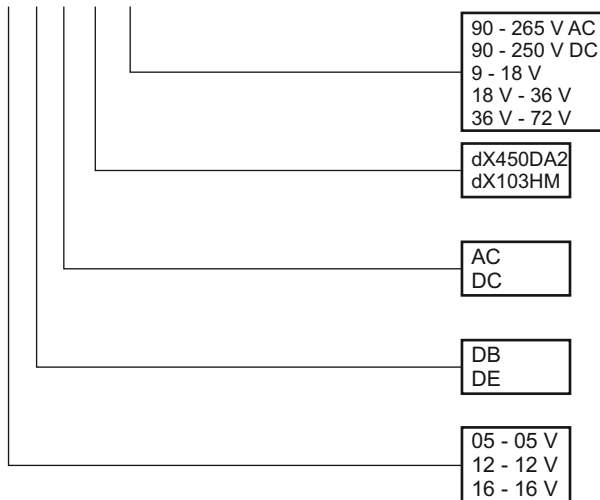 90 - 265 V AC
90 - 250 V DC
9 - 18 V
18 V - 36 V
36 V - 72 V
dX450DA2
dX103HM
AC
DC
DB
DE
05 - 05 V
12 - 12 V
16 - 16 V